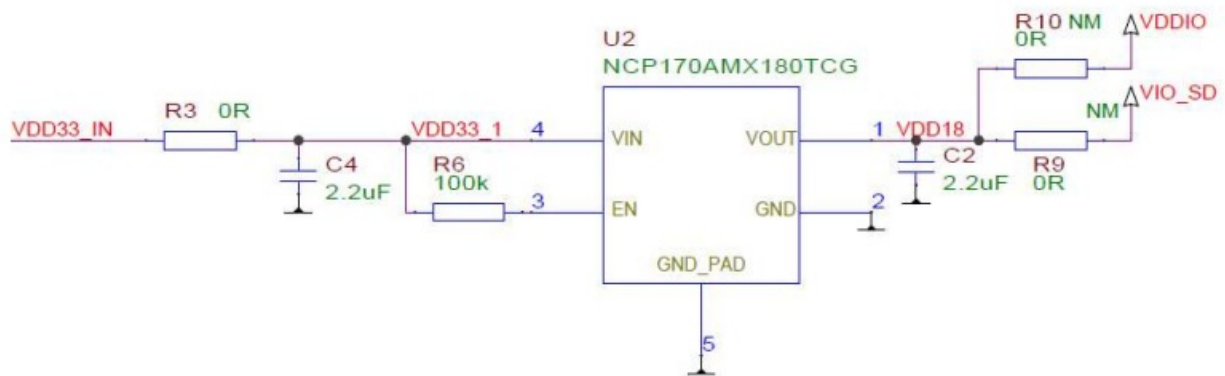 R10 NM
0R
VDDIO
U2
NCP170AMX180TCG
VIO_SD
NM
R3 0R
VDD33_IN
VDD33_1
4
VIN
VOUT
1
VDD18
C4
2.2uF
R6
100k
C2
2.2uF
R9
0R
3
EN
GND
2
GND_PAD
5